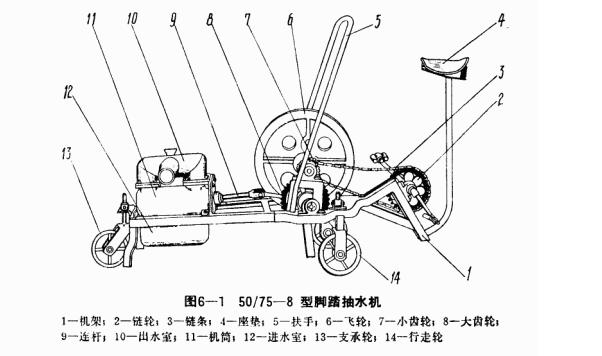 11 10 9 8 7 6 5 4
3
2
12
13
14 1
图6—1 50/75—8 型脚踏抽水机
1—机架；2—链轮；3—链条；4—座垫；5—扶手；6—飞轮；7—小齿轮；8—大齿轮；
9—连杆；10—出水室；11—机筒；12—进水室；13—支承轮；14—行走轮